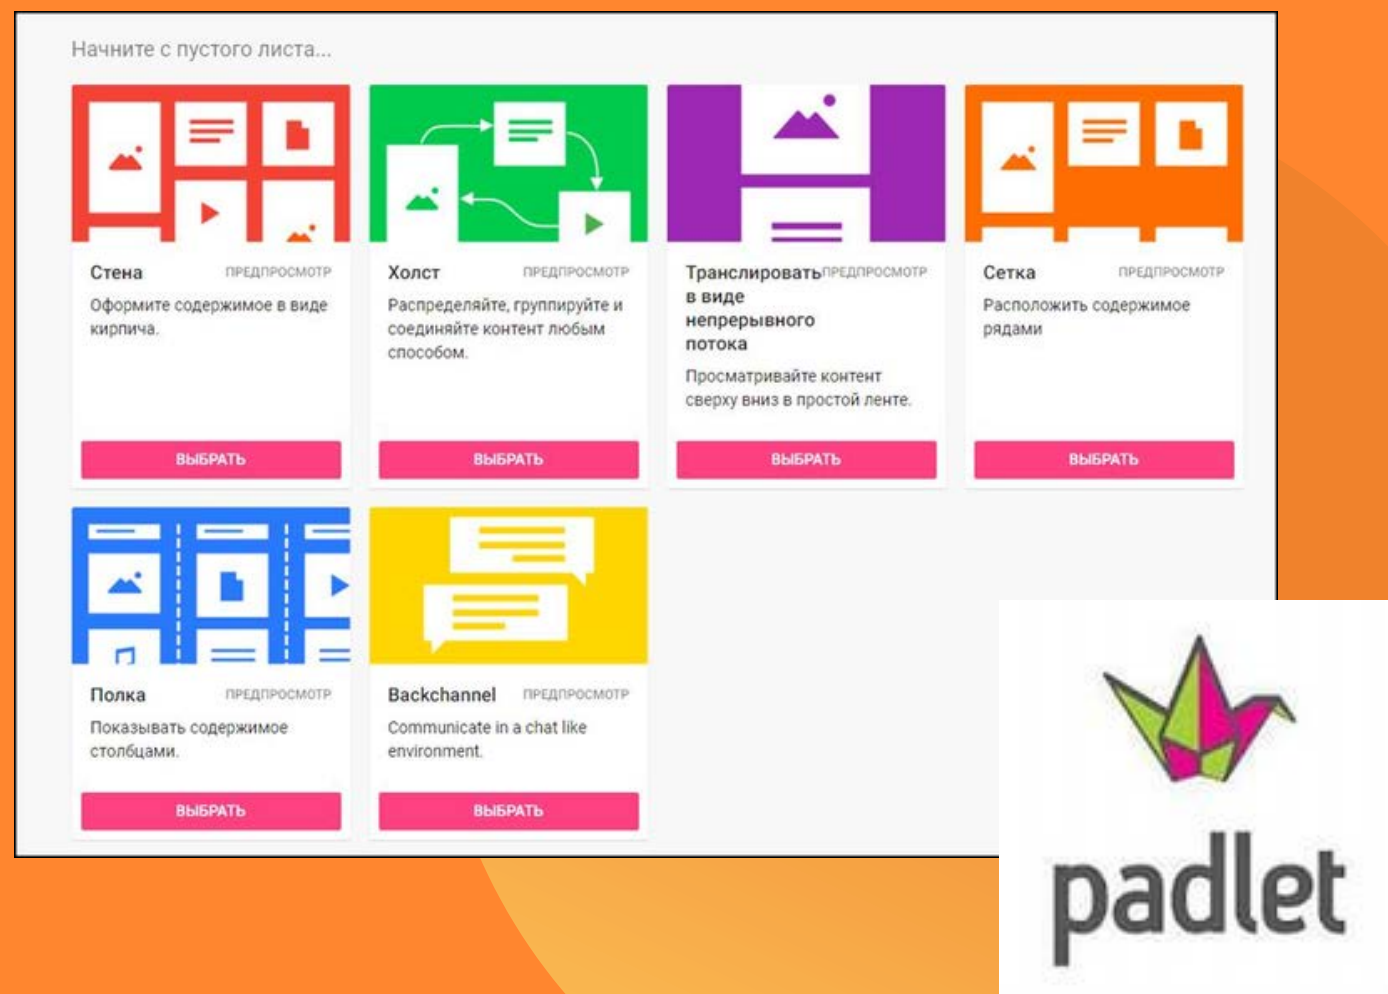 Начните с пустого листа...
Стена ПРЕДПРОСМОТР
Оформите содержимое в виде
кирпича.
ВЫБРАТЬ
Холст ПРЕДПРОСМОТР
Распределяйте, группируйте и
соединяйте контент любым
способом.
ВЫБРАТЬ
Транслировать ПРЕДПРОСМОТР
в виде
непрерывного
потока
Просматривайте контент
сверху вниз в простой ленте.
ВЫБРАТЬ
Сетка ПРЕДПРОСМОТР
Расположить содержимое
рядами
ВЫБРАТЬ
Полка ПРЕДПРОСМОТР
Показывать содержимое
столбцами.
ВЫБРАТЬ
Backchannel ПРЕДПРОСМОТР
Communicate in a chat like
environment.
ВЫБРАТЬ
padlet